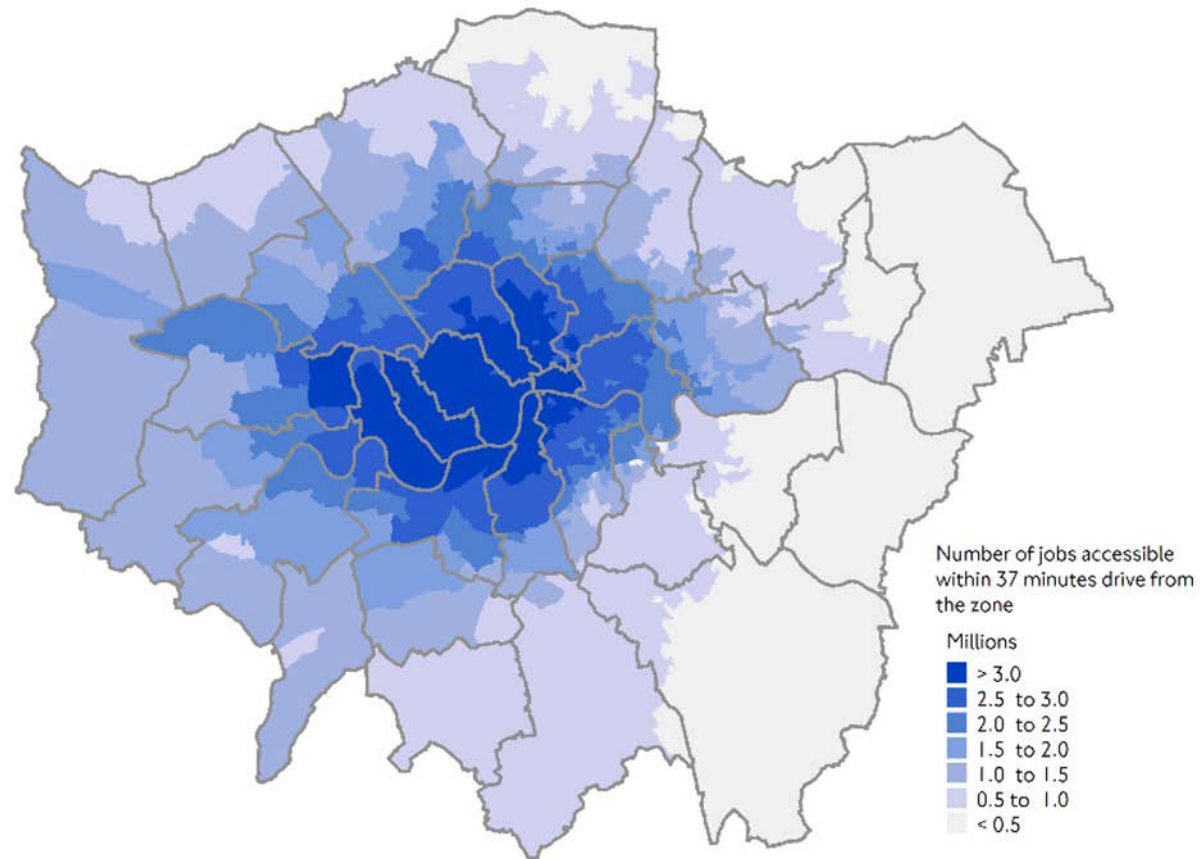 Number of jobs accessible
within 37 minutes drive from
the zone
Millions
> 3.0
2.5 to 3.0
2.0 to 2.5
1.5 to 2.0
1.0 to 1.5
0.5 to 1.0
< 0.5